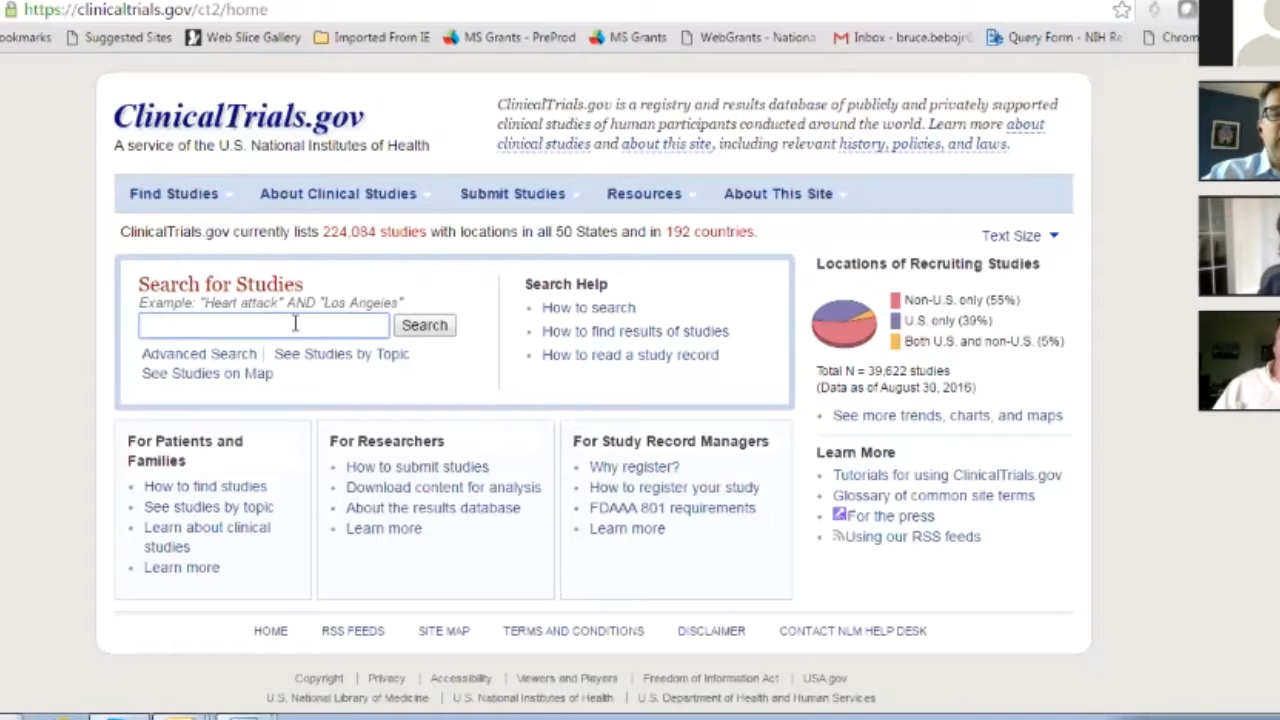 https://clinicaltrials.gov/ct2/home
ookmarks Suggested Sites Web Slice Gallery Imported From IE MS Grants - PreProd MS Grants WebGrants - Nationa Inbox - bruce.bebojr Query Form - NIH Re Chrom
ClinicalTrials.gov
A service of the U.S. National Institutes of Health
ClinicalTrials.gov is a registry and results database of publicly and privately supported
clinical studies of human participants conducted around the world. Learn more about
clinical studies and about this site, including relevant history, policies, and laws.
Find Studies About Clinical Studies Submit Studies Resources About This Site
ClinicalTrials.gov currently lists 224,084 studies with locations in all 50 States and in 192 countries.
Text Size
Search for Studies
Example: "Heart attack" AND "Los Angeles"
Search
Advanced Search See Studies by Topic
See Studies on Map
Search Help
How to search
How to find results of studies
How to read a study record
Locations of Recruiting Studies
Non-U.S. only (55%)
U.S. only (39%)
Both U.S. and non-U.S. (5%)
Total N = 39,622 studies
(Data as of August 30, 2016)
See more trends, charts, and maps
For Patients and
Families
How to find studies
See studies by topic
Learn about clinical
studies
Learn more
For Researchers
How to submit studies
Download content for analysis
About the results database
Learn more
For Study Record Managers
Why register?
How to register your study
FDAAA 801 requirements
Learn more
Learn More
Tutorials for using ClinicalTrials.gov
Glossary of common site terms
For the press
Using our RSS feeds
HOME RSS FEEDS SITE MAP TERMS AND CONDITIONS DISCLAIMER CONTACT NLM HELP DESK
Copyright | Privacy | Accessibility | Viewers and Players | Freedom of Information Act | USA.gov
U.S. National Library of Medicine | U.S. National Institutes of Health | U.S. Department of Health and Human Services